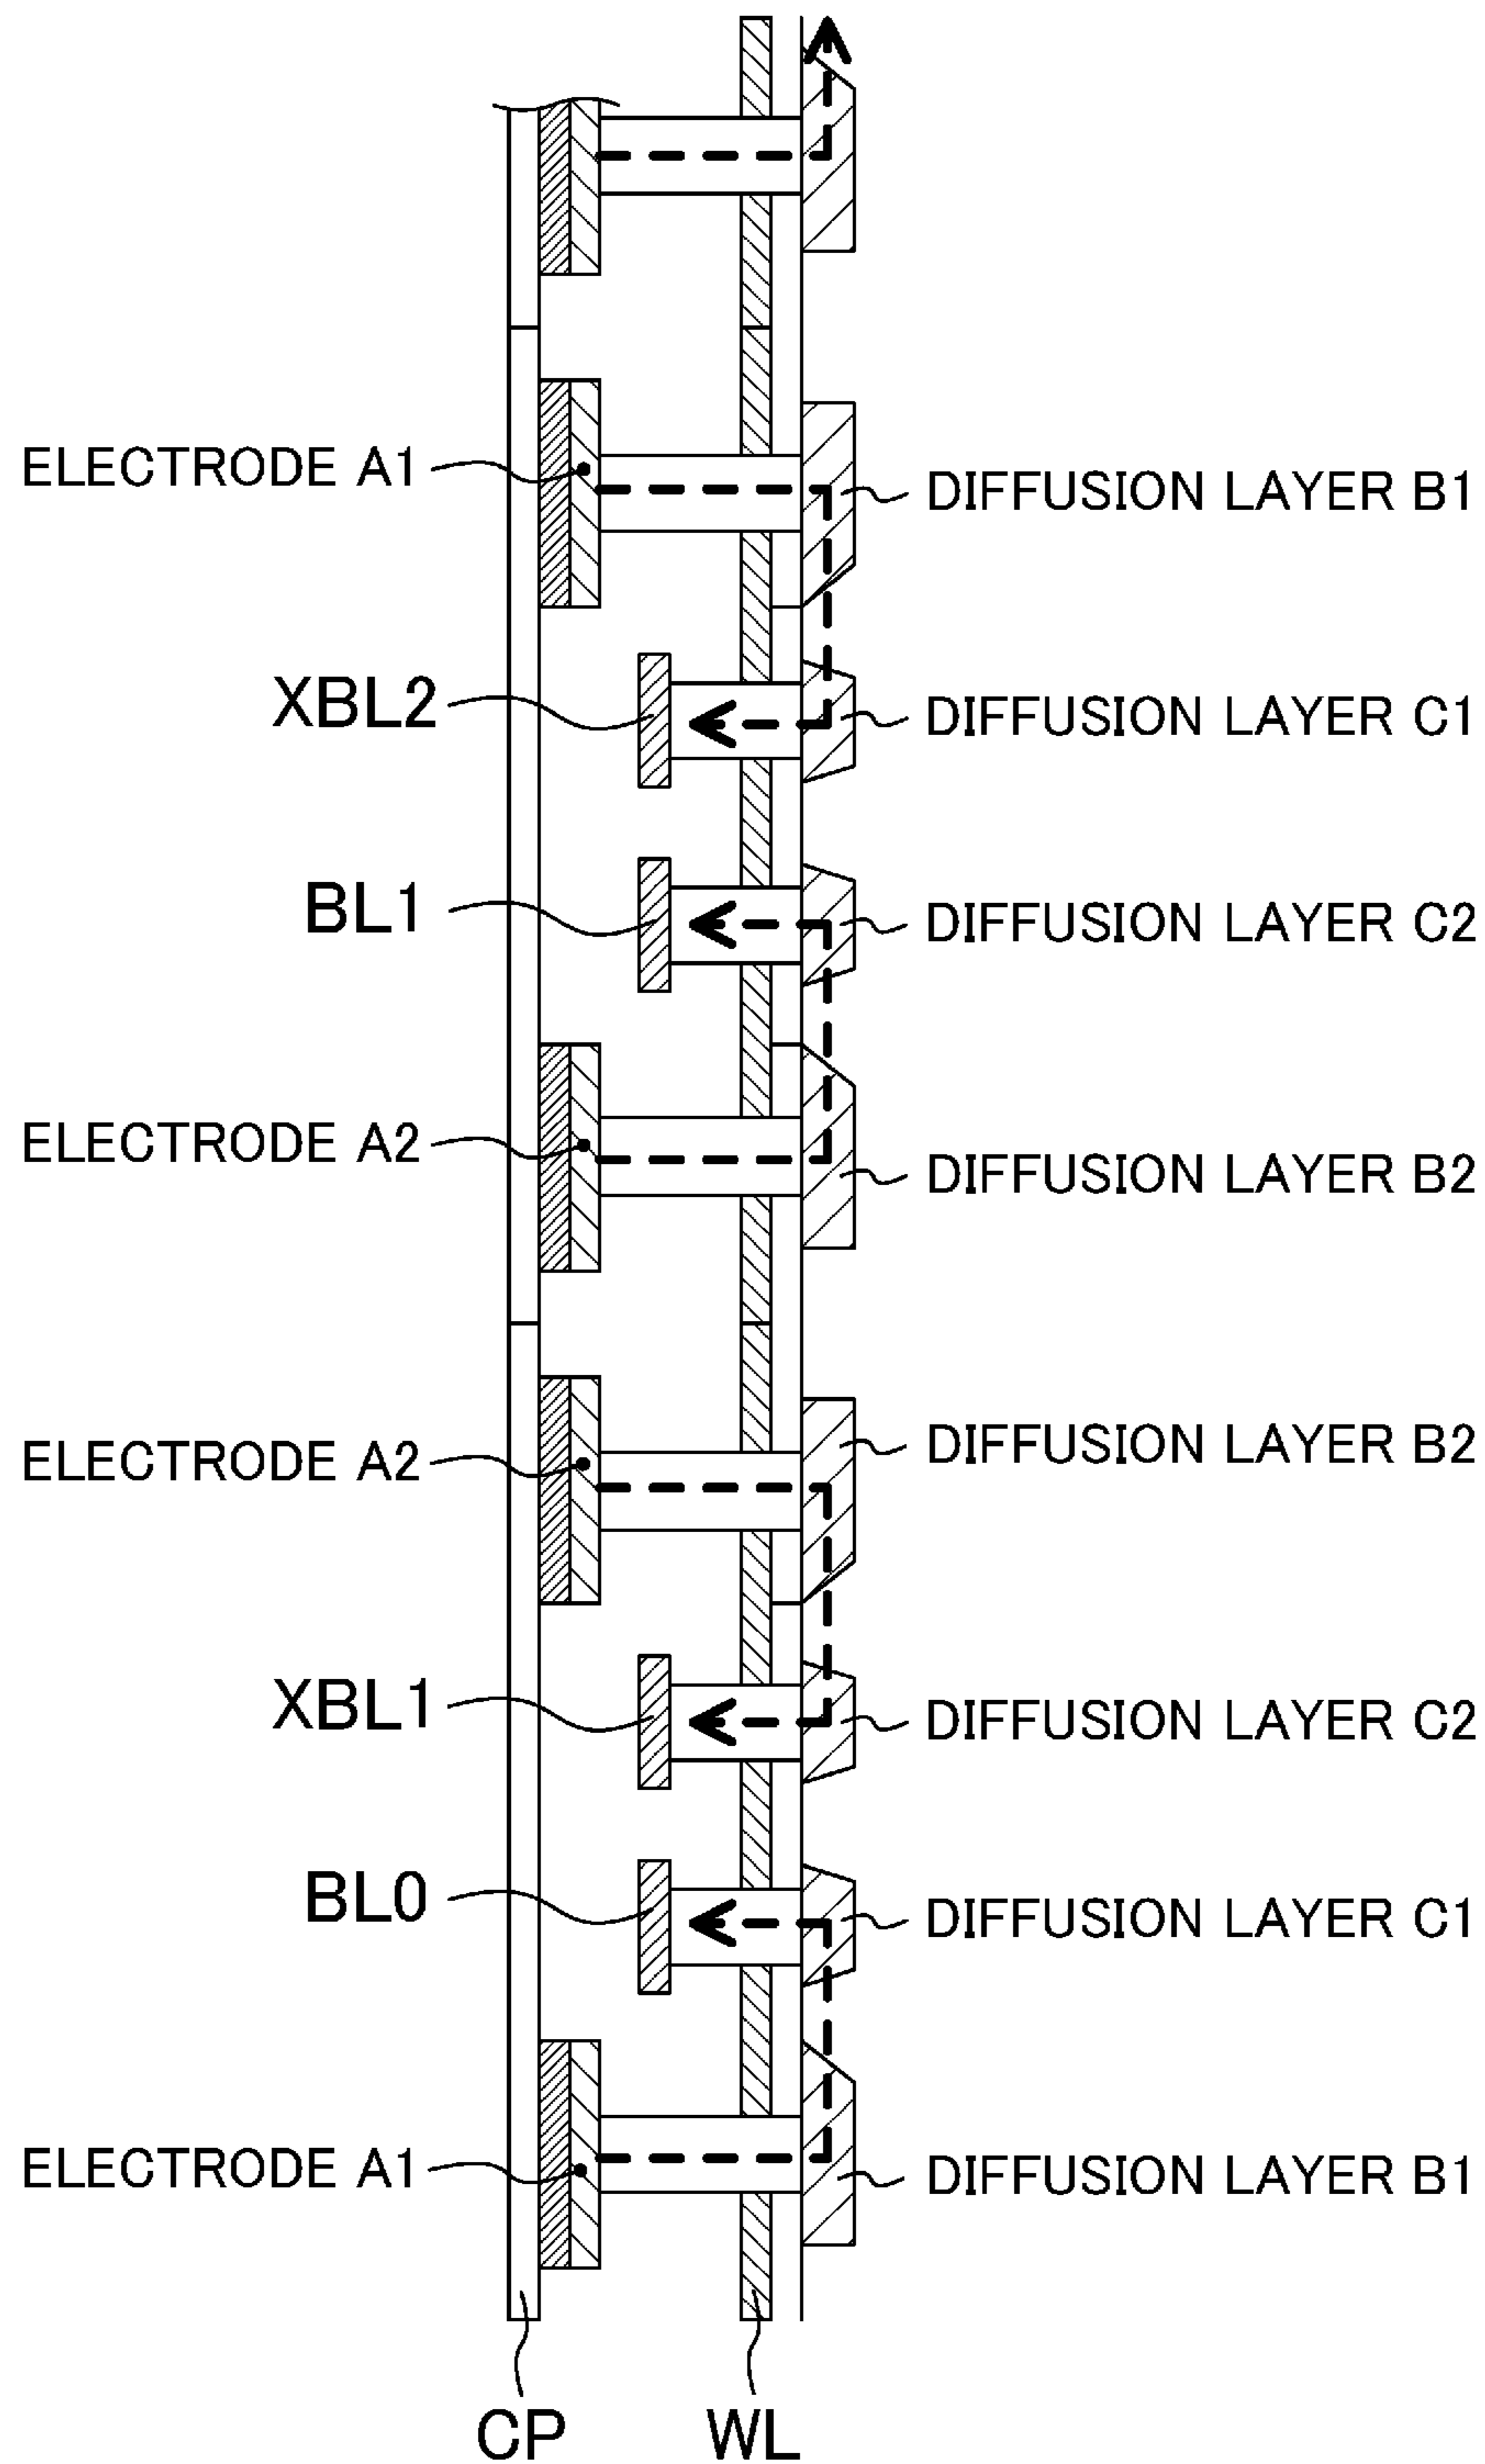 ELECTRODE A1
DIFFUSION LAYER B1
XBL2
DIFFUSION LAYER C1
BL1
DIFFUSION LAYER C2
ELECTRODE A2
DIFFUSION LAYER B2
ELECTRODE A2
DIFFUSION LAYER B2
XBL1
DIFFUSION LAYER C2
BL0
DIFFUSION LAYER C1
ELECTRODE A1
DIFFUSION LAYER B1
CP
WL